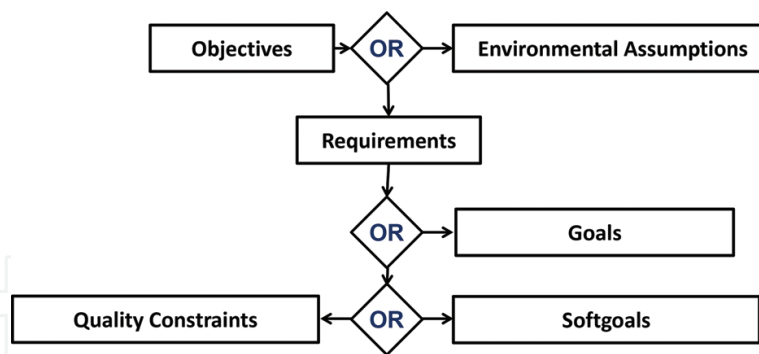 Objectives
OR
Environmental Assumptions
Requirements
OR
Goals
Quality Constraints
OR
Softgoals